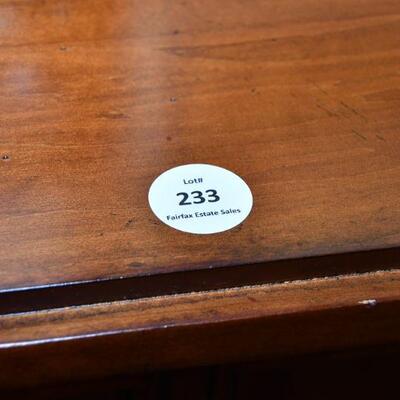 Lot#
233
Fairfax Estate Sales